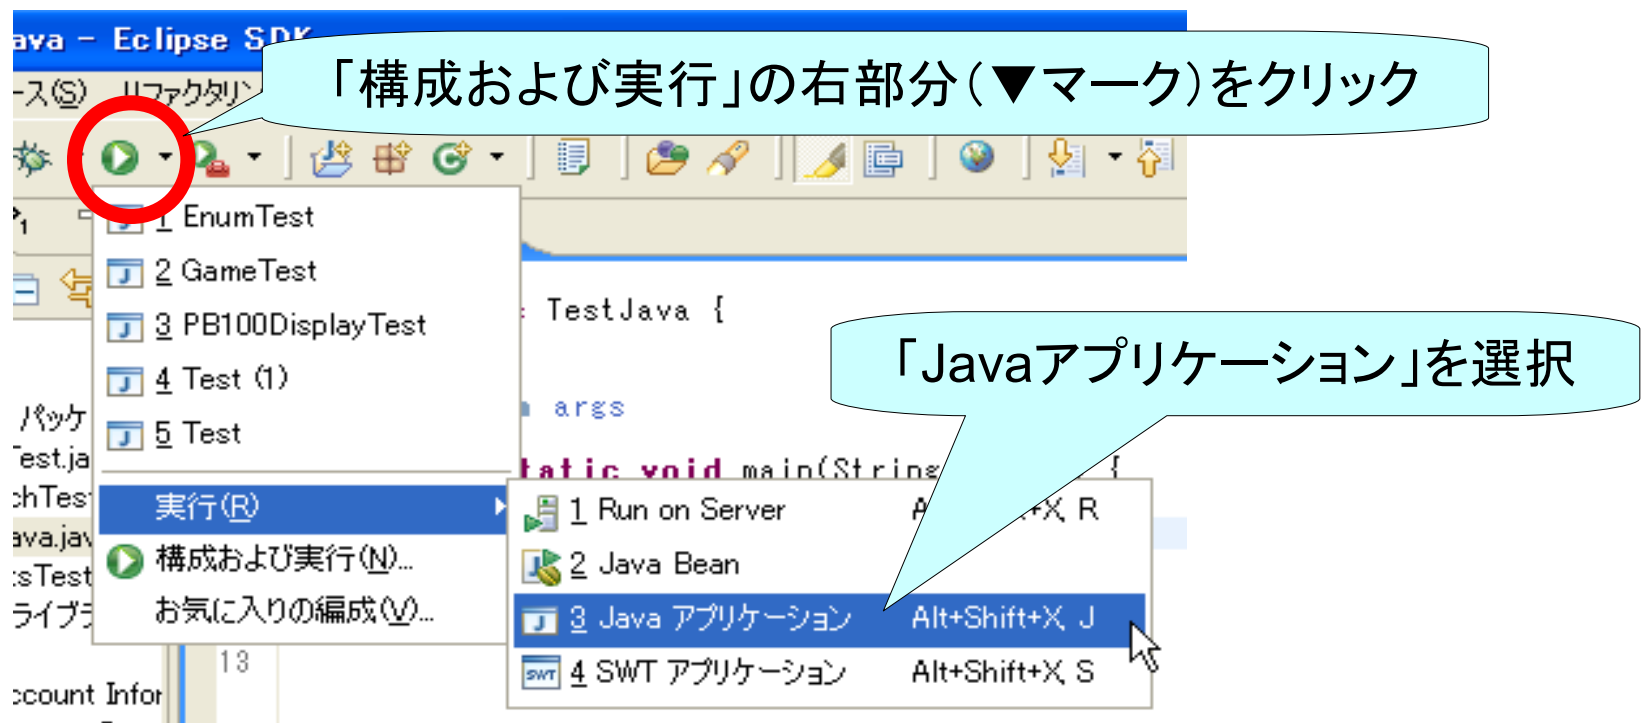 ava - Eclipse SDK
「構成および実行」の右部分(▼マーク)をクリック
ース(S) リファクタリン
1 EnumTest
2 GameTest
3 PB100DisplayTest
TestJava {
4 Test (1)
「Javaアプリケーション」を選択
args
パッケ
5 Test
Test.ja
tatic void main(String {
chTest
実行(R)
1 Run on Server A +X, R
ava.jav
構成および実行(N)...
2 Java Bean
sTest
ライブラ
お気に入りの編成(V)...
3 Java アプリケーション Alt+Shift+X, J
13
4 SWT アプリケーション Alt+Shift+X, S
ccount Infor